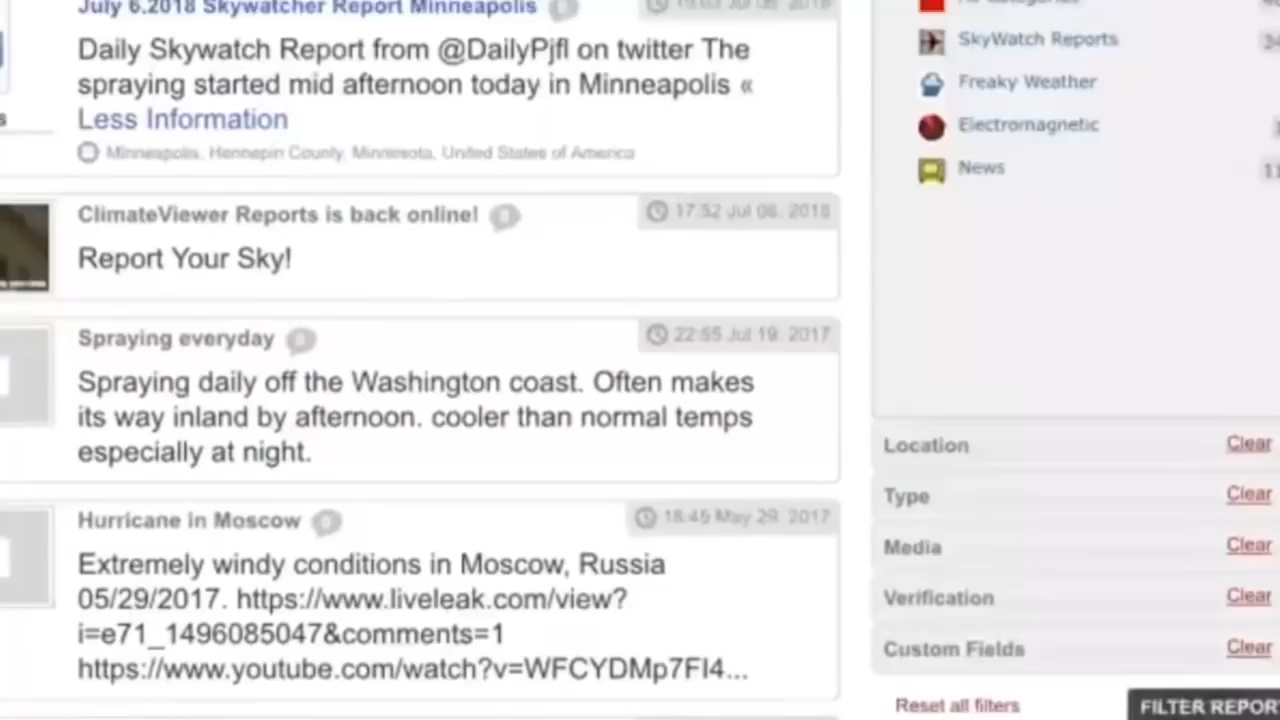 July 6,2018 Skywatcher Report Minneapolis
Daily Skywatch Report from @DailyPjfl on twitter The
spraying started mid afternoon today in Minneapolis «
Less Information
Minneapolis, Hennepin County, Minnesota, United States of America
ClimateViewer Reports is back online!
17:52 Jul 06, 2018
Report Your Sky!
Spraying everyday
22:55 Jul 19, 2017
Spraying daily off the Washington coast. Often makes
its way inland by afternoon. cooler than normal temps
especially at night.
Hurricane in Moscow
18:45 May 29, 2017
Extremely windy conditions in Moscow, Russia
05/29/2017. https://www.liveleak.com/view?
i=e71_1496085047&comments=1
https://www.youtube.com/watch?v=WFCYDMp7FI4...
SkyWatch Reports
Freaky Weather
Electromagnetic
News
Location Clear
Type Clear
Media Clear
Verification Clear
Custom Fields Clear
Reset all filters
FILTER REPOR